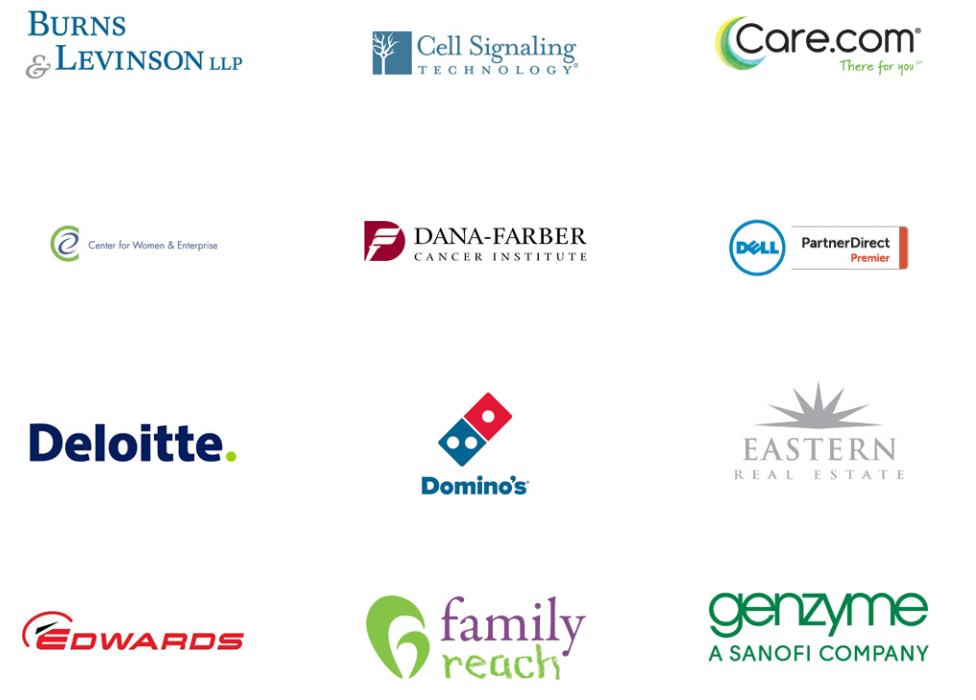 BURNS
& LEVINSON LLP
Cell Signaling
TECHNOLOGY®
Care.com®
There for you℠
Center for Women & Enterprise
DANA-FARBER
CANCER INSTITUTE
DELL
PartnerDirect
Premier
Deloitte.
Domino's®
EASTERN
REAL ESTATE
EDWARDS
family
reach
genzyme
A SANOFI COMPANY